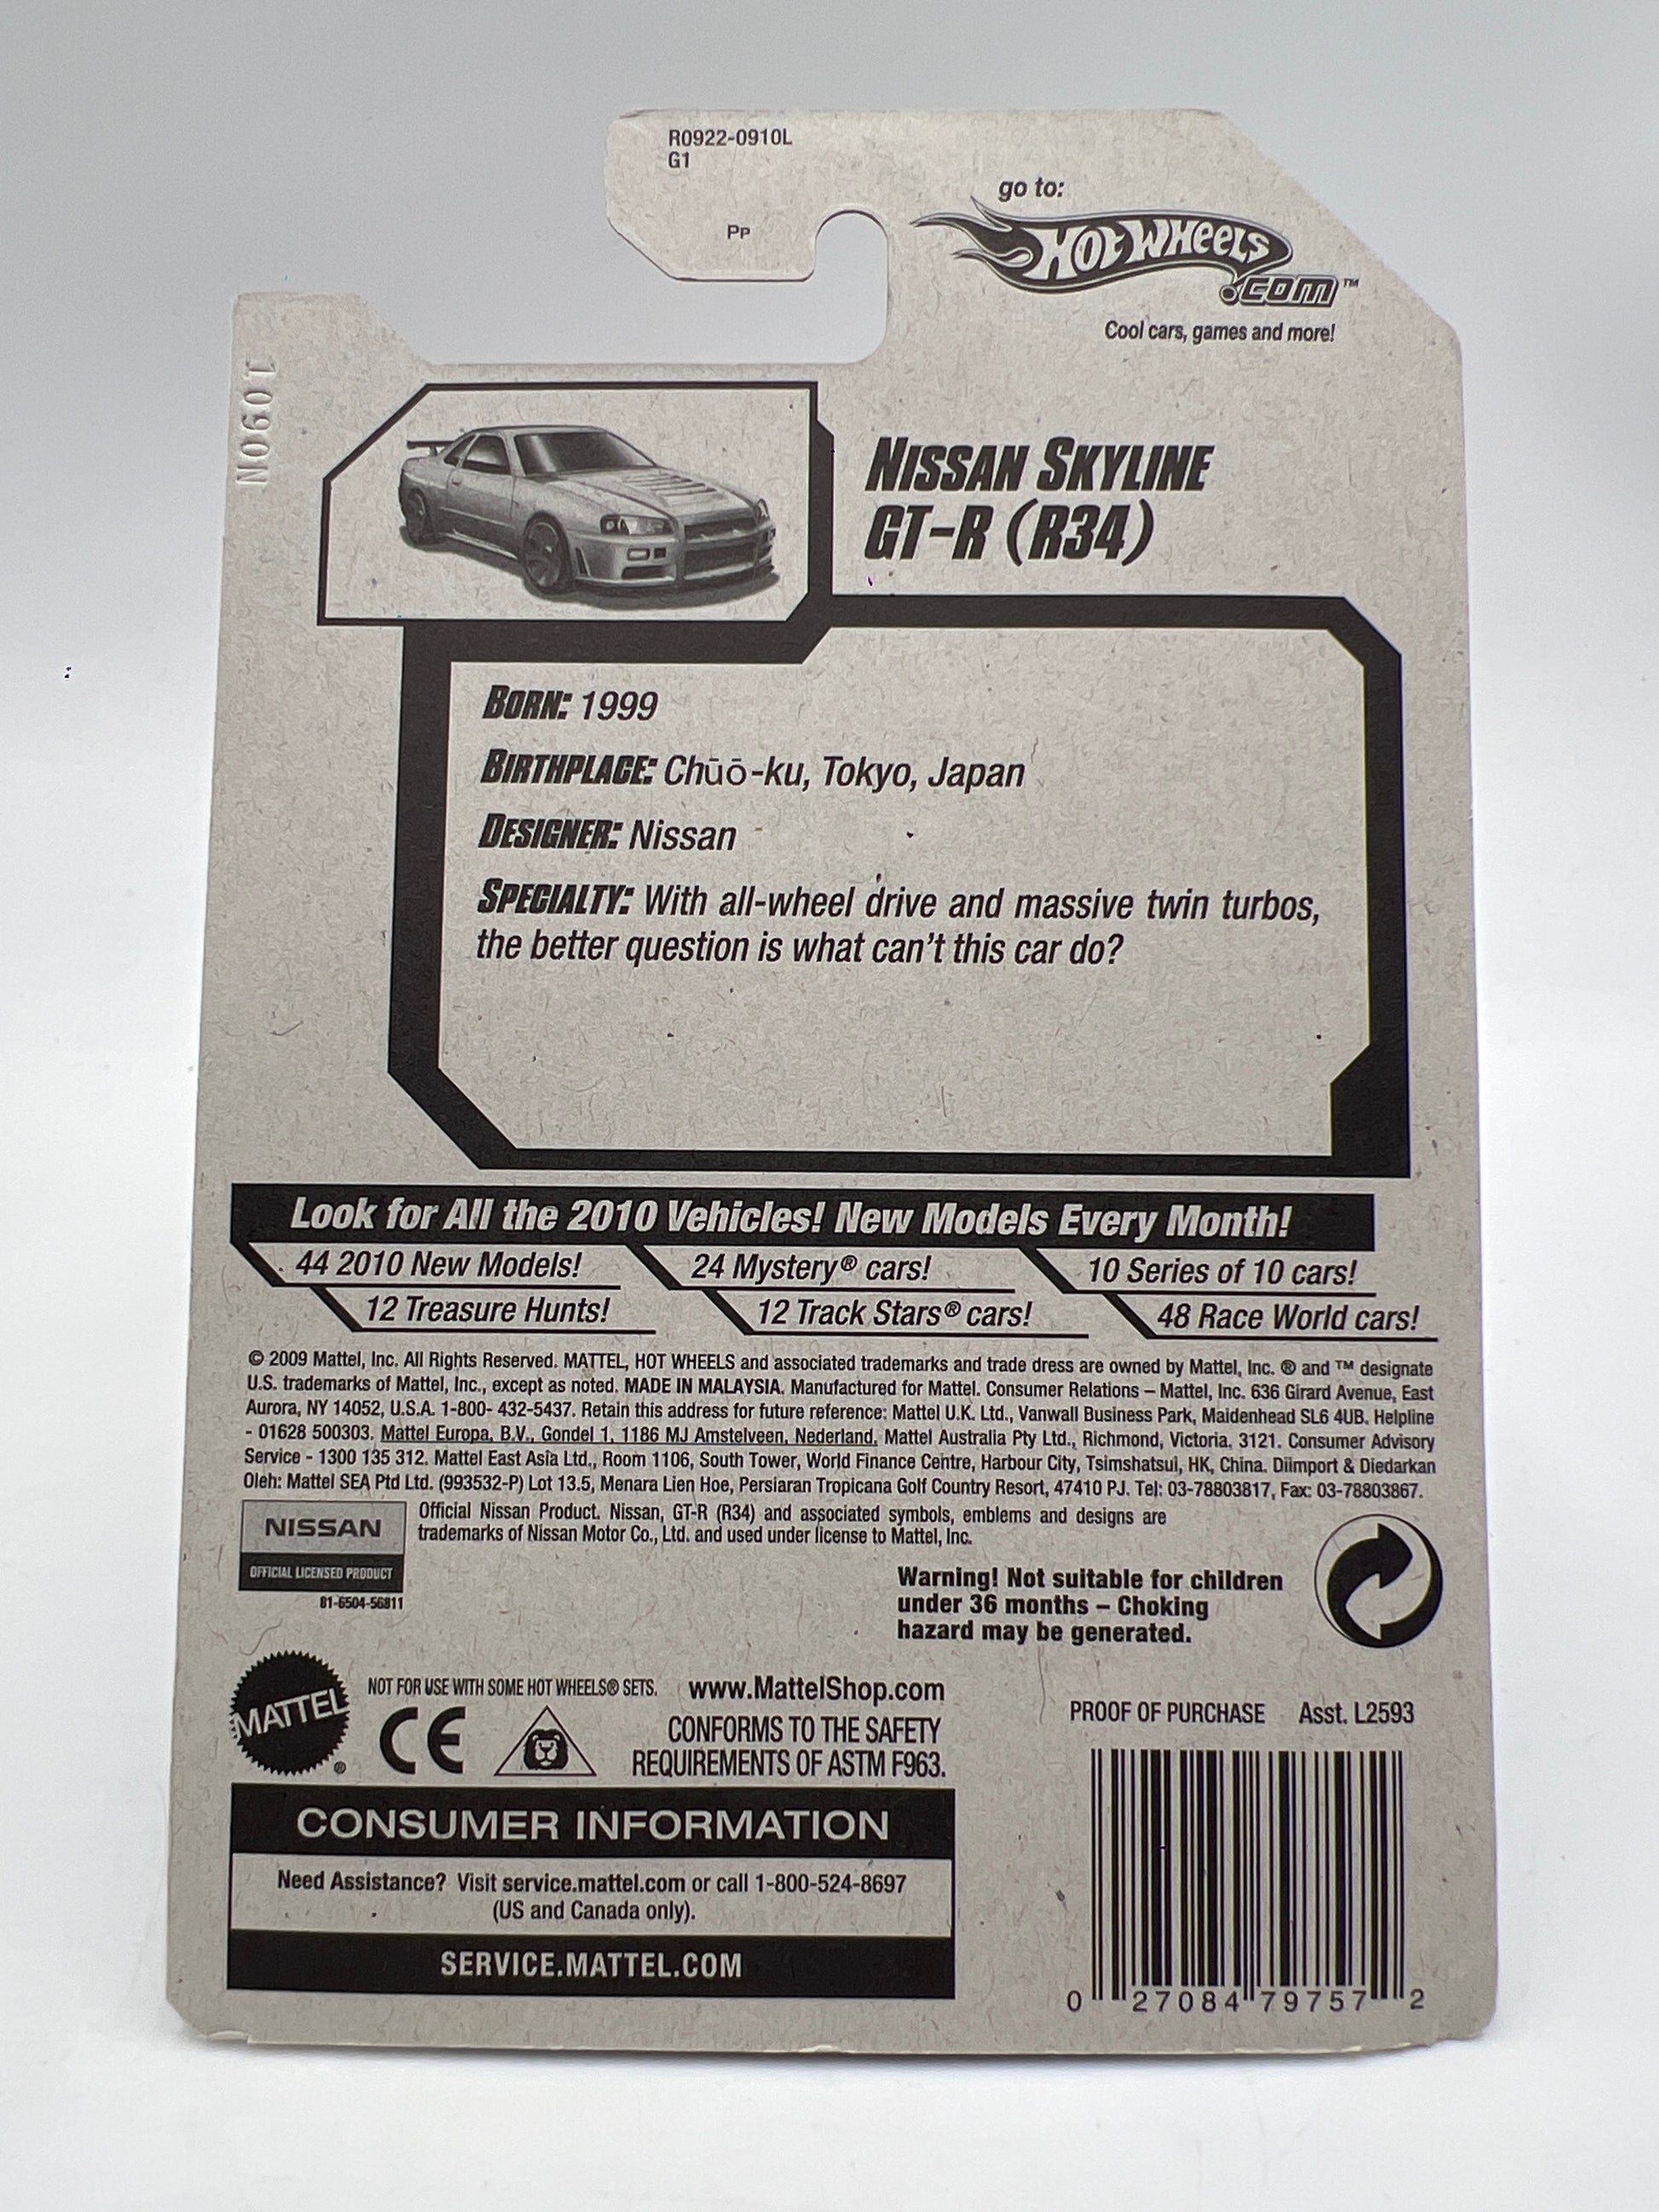 R0922-0910L
G1
Pp
go to:
Hot Wheels
.com™
Cool cars, games and more!
N0601
Nissan Skyline
GT-R (R34)
Born: 1999
Birthplace: Chūō-ku, Tokyo, Japan
Designer: Nissan
Specialty: With all-wheel drive and massive twin turbos,
the better question is what can't this car do?
Look for All the 2010 Vehicles! New Models Every Month!
44 2010 New Models!
24 Mystery® cars!
10 Series of 10 cars!
12 Treasure Hunts!
12 Track Stars® cars!
48 Race World cars!
© 2009 Mattel, Inc. All Rights Reserved. MATTEL, HOT WHEELS and associated trademarks and trade dress are owned by Mattel, Inc. ® and ™ designate
U.S. trademarks of Mattel, Inc., except as noted. MADE IN MALAYSIA. Manufactured for Mattel. Consumer Relations – Mattel, Inc. 636 Girard Avenue, East
Aurora, NY 14052, U.S.A. 1-800- 432-5437. Retain this address for future reference: Mattel U.K. Ltd., Vanwall Business Park, Maidenhead SL6 4UB. Helpline
- 01628 500303. Mattel Europa, B.V., Gondel 1, 1186 MJ Amstelveen, Nederland. Mattel Australia Pty Ltd., Richmond, Victoria. 3121. Consumer Advisory
Service - 1300 135 312. Mattel East Asia Ltd., Room 1106, South Tower, World Finance Centre, Harbour City, Tsimshatsui, HK, China. Diimport & Diedarkan
Oleh: Mattel SEA Ptd Ltd. (993532-P) Lot 13.5, Menara Lien Hoe, Persiaran Tropicana Golf Country Resort, 47410 PJ. Tel: 03-78803817, Fax: 03-78803867.
NISSAN
OFFICIAL LICENSED PRODUCT
81-6504-56811
Official Nissan Product. Nissan, GT-R (R34) and associated symbols, emblems and designs are
trademarks of Nissan Motor Co., Ltd. and used under license to Mattel, Inc.
Warning! Not suitable for children
under 36 months – Choking
hazard may be generated.
MATTEL®
NOT FOR USE WITH SOME HOT WHEELS® SETS.
www.MattelShop.com
CE
CONFORMS TO THE SAFETY
REQUIREMENTS OF ASTM F963.
PROOF OF PURCHASE Asst. L2593
CONSUMER INFORMATION
Need Assistance? Visit service.mattel.com or call 1-800-524-8697
(US and Canada only).
SERVICE.MATTEL.COM
0 27084 79757 2